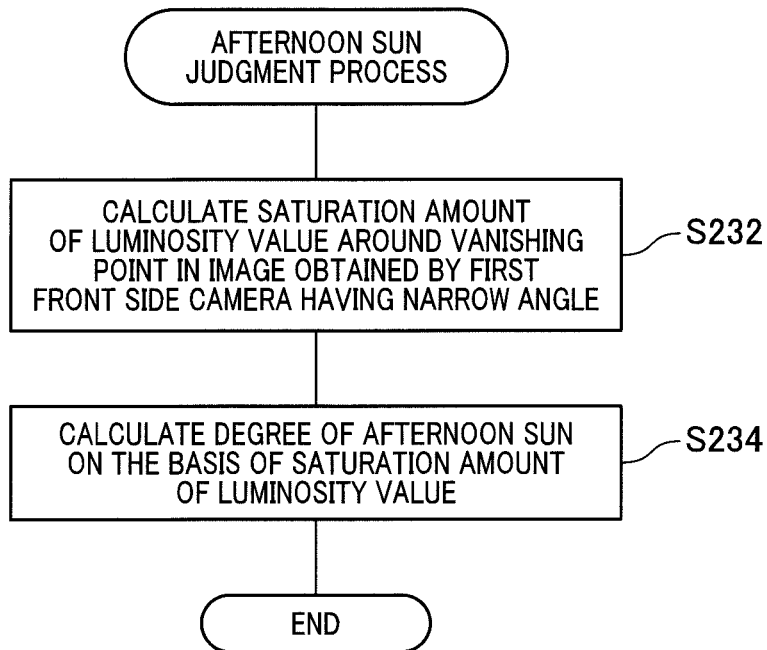 AFTERNOON SUN
JUDGMENT PROCESS
CALCULATE SATURATION AMOUNT
OF LUMINOSITY VALUE AROUND VANISHING
POINT IN IMAGE OBTAINED BY FIRST
FRONT SIDE CAMERA HAVING NARROW ANGLE
S232
CALCULATE DEGREE OF AFTERNOON SUN
ON THE BASIS OF SATURATION AMOUNT
OF LUMINOSITY VALUE
S234
END